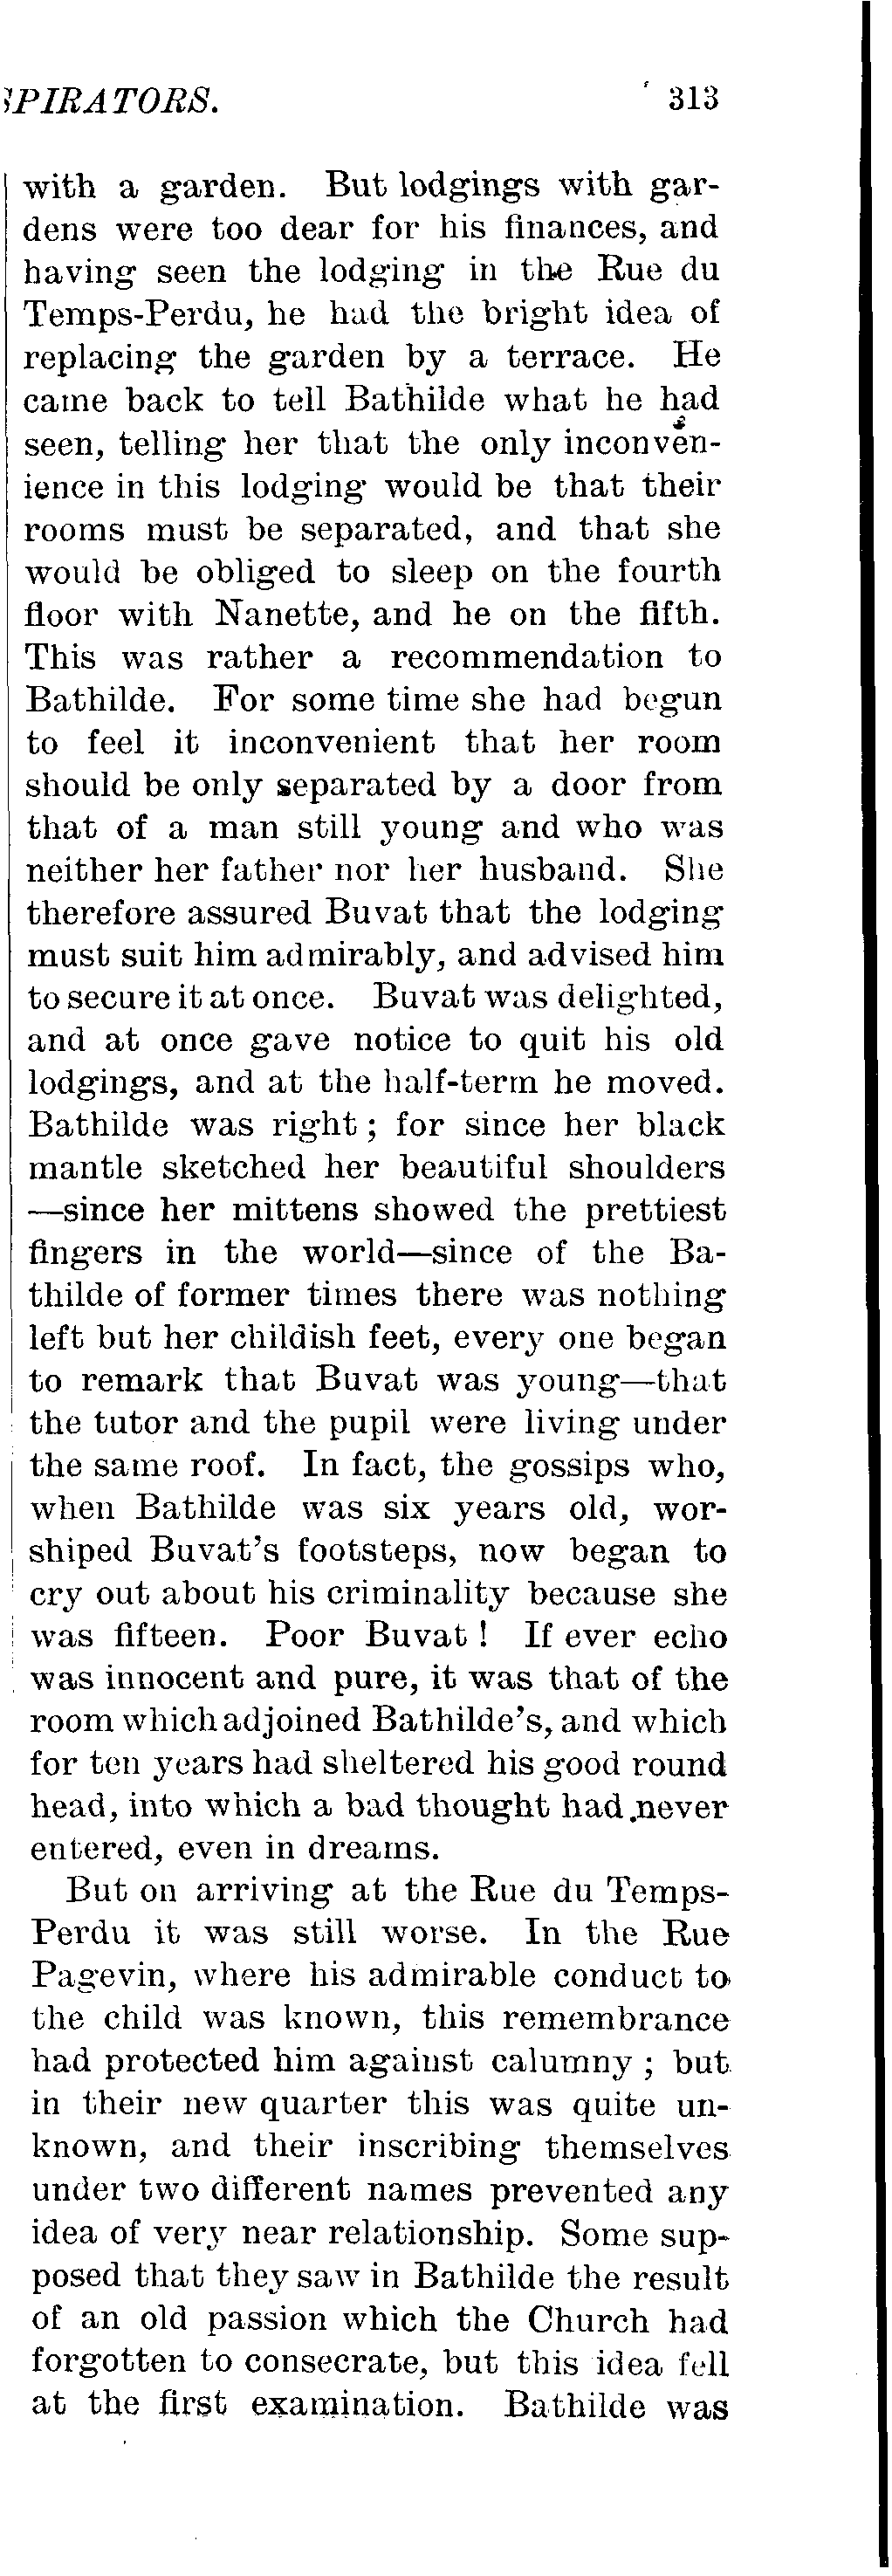 SPIRATORS. 313
with a garden. But lodgings with gar-
dens were too dear for his finances, and
having seen the lodging in the Rue du
Temps-Perdu, he had the bright idea of
replacing the garden by a terrace. He
came back to tell Bathilde what he had
seen, telling her that the only inconven-
ience in this lodging would be that their
rooms must be separated, and that she
would be obliged to sleep on the fourth
floor with Nanette, and he on the fifth.
This was rather a recommendation to
Bathilde. For some time she had begun
to feel it inconvenient that her room
should be only separated by a door from
that of a man still young and who was
neither her father nor her husband. She
therefore assured Buvat that the lodging
must suit him admirably, and advised him
to secure it at once. Buvat was delighted,
and at once gave notice to quit his old
lodgings, and at the half-term he moved.
Bathilde was right; for since her black
mantle sketched her beautiful shoulders
—since her mittens showed the prettiest
fingers in the world—since of the Ba-
thilde of former times there was nothing
left but her childish feet, every one began
to remark that Buvat was young—that
the tutor and the pupil were living under
the same roof. In fact, the gossips who,
when Bathilde was six years old, wor-
shiped Buvat's footsteps, now began to
cry out about his criminality because she
was fifteen. Poor Buvat! If ever echo
was innocent and pure, it was that of the
room which adjoined Bathilde's, and which
for ten years had sheltered his good round
head, into which a bad thought had never
entered, even in dreams.
But on arriving at the Rue du Temps-
Perdu it was still worse. In the Rue
Pagevin, where his admirable conduct to
the child was known, this remembrance
had protected him against calumny; but
in their new quarter this was quite un-
known, and their inscribing themselves
under two different names prevented any
idea of very near relationship. Some sup-
posed that they saw in Bathilde the result
of an old passion which the Church had
forgotten to consecrate, but this idea fell
at the first examination. Bathilde was